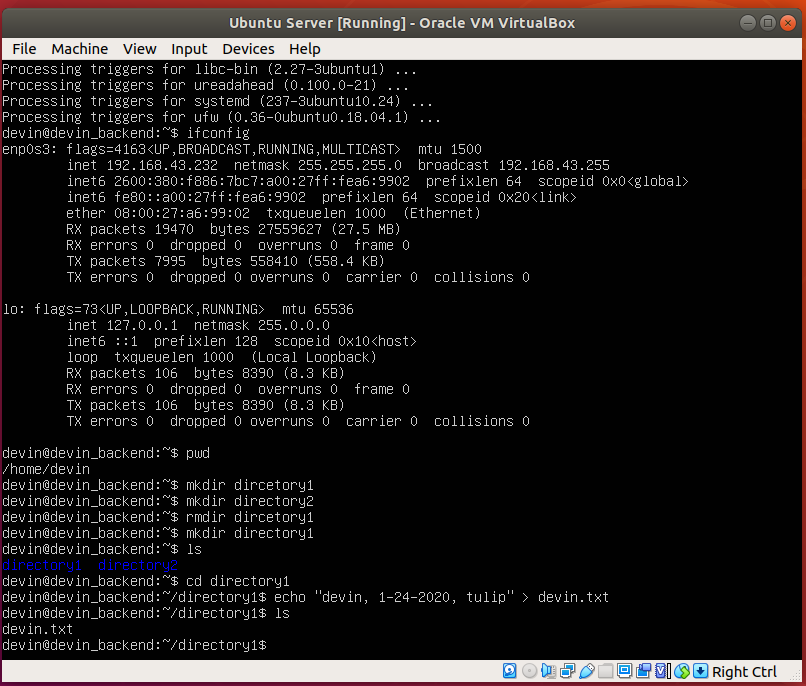 Ubuntu Server [Running] - Oracle VM VirtualBox
File Machine View Input Devices Help
Processing triggers for libc-bin (2.27-3ubuntu1) ...
Processing triggers for ureadahead (0.100.0-21) ...
Processing triggers for systemd (237-3ubuntu10.24) ...
Processing triggers for ufw (0.36-0ubuntu0.18.04.1) ...
devin@devin_backend:~$ ifconfig
enp0s3: flags=4163<UP,BROADCAST,RUNNING,MULTICAST>  mtu 1500
        inet 192.168.43.232  netmask 255.255.255.0  broadcast 192.168.43.255
        inet6 2600:380:f886:7bc7:a00:27ff:fea6:9902  prefixlen 64  scopeid 0x0<global>
        inet6 fe80::a00:27ff:fea6:9902  prefixlen 64  scopeid 0x20<link>
        ether 08:00:27:a6:99:02  txqueuelen 1000  (Ethernet)
        RX packets 19470  bytes 27559627 (27.5 MB)
        RX errors 0  dropped 0  overruns 0  frame 0
        TX packets 7995  bytes 558410 (558.4 KB)
        TX errors 0  dropped 0 overruns 0  carrier 0  collisions 0
lo: flags=73<UP,LOOPBACK,RUNNING>  mtu 65536
        inet 127.0.0.1  netmask 255.0.0.0
        inet6 ::1  prefixlen 128  scopeid 0x10<host>
        loop  txqueuelen 1000  (Local Loopback)
        RX packets 106  bytes 8390 (8.3 KB)
        RX errors 0  dropped 0  overruns 0  frame 0
        TX packets 106  bytes 8390 (8.3 KB)
        TX errors 0  dropped 0 overruns 0  carrier 0  collisions 0
devin@devin_backend:~$ pwd
/home/devin
devin@devin_backend:~$ mkdir dircetory1
devin@devin_backend:~$ mkdir directory2
devin@devin_backend:~$ rmdir dircetory1
devin@devin_backend:~$ mkdir directory1
devin@devin_backend:~$ ls
directory1  directory2
devin@devin_backend:~$ cd directory1
devin@devin_backend:~/directory1$ echo "devin, 1-24-2020, tulip" > devin.txt
devin@devin_backend:~/directory1$ ls
devin.txt
devin@devin_backend:~/directory1$
Right Ctrl